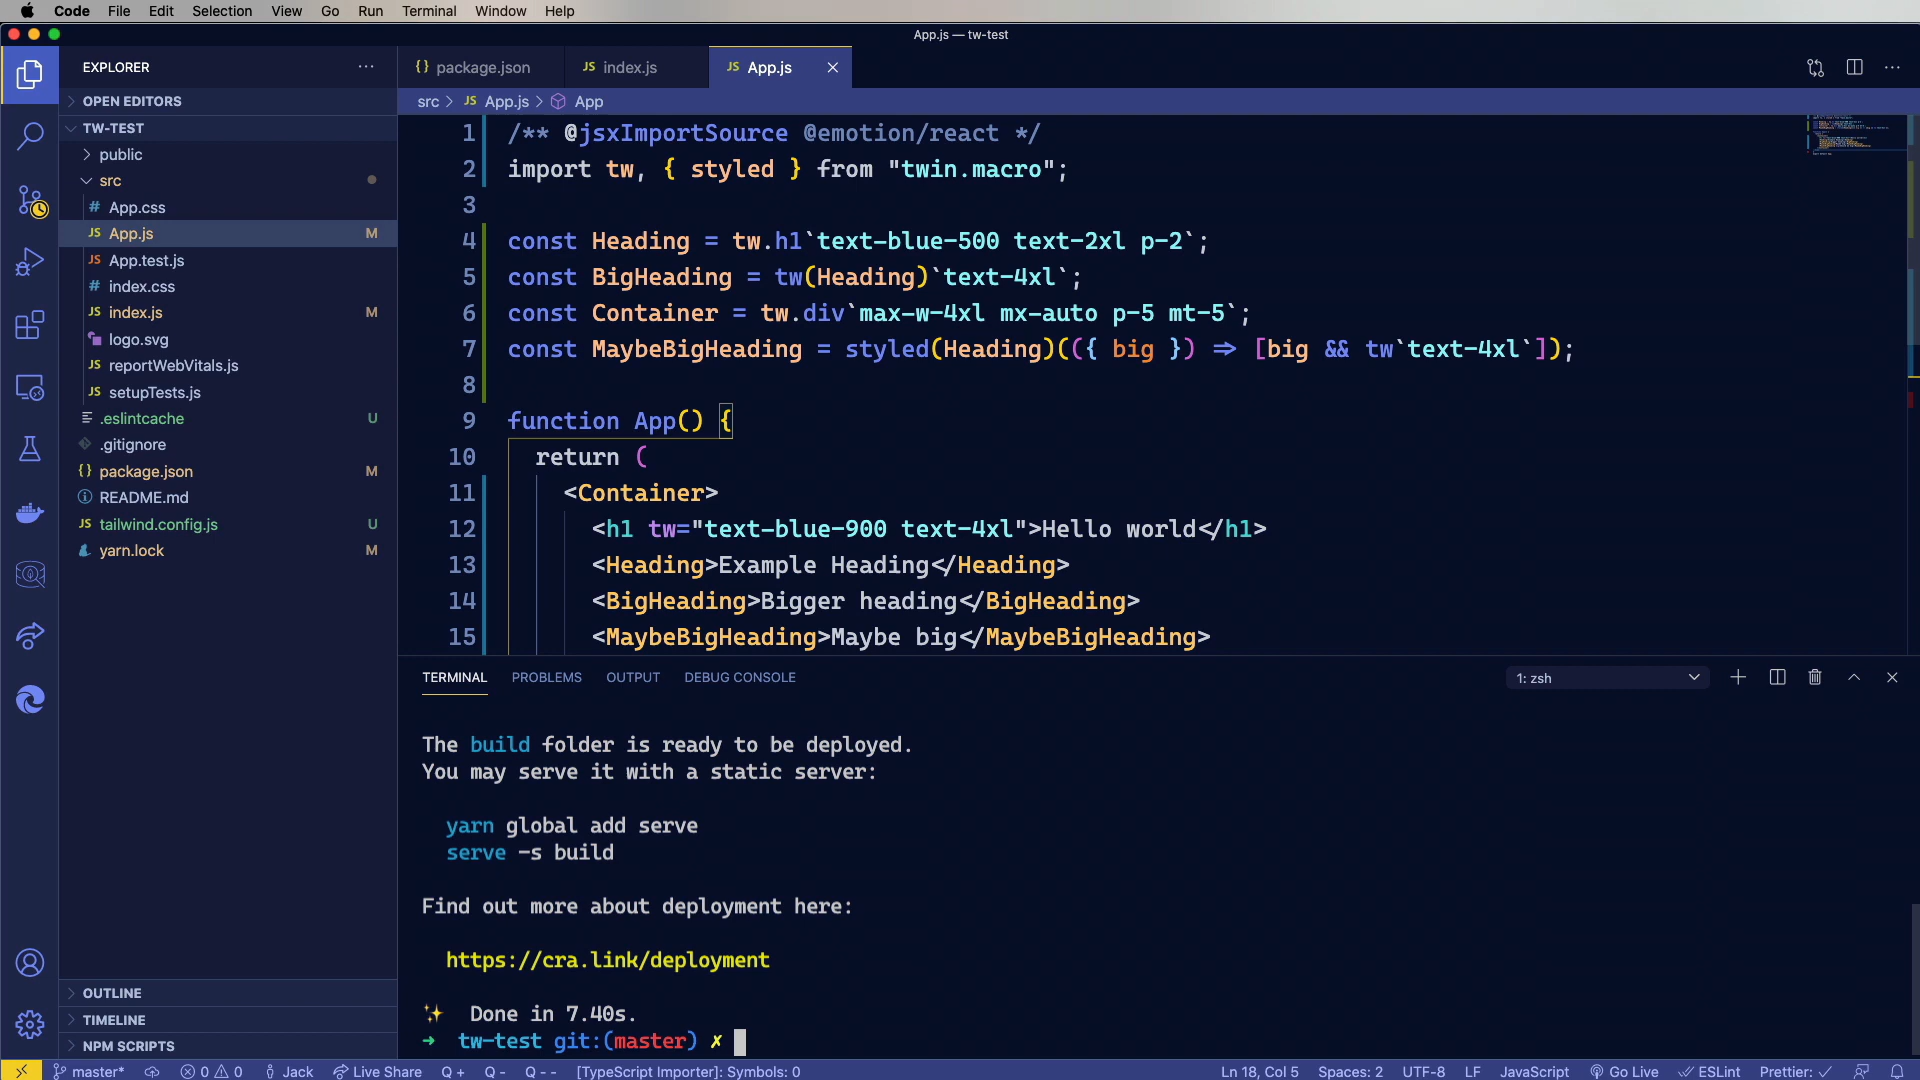 Code File Edit Selection View Go Run Terminal Window Help
App.js — tw-test
EXPLORER
OPEN EDITORS
TW-TEST
public
src
# App.css
JS App.js M
JS App.test.js
# index.css
JS index.js M
logo.svg
JS reportWebVitals.js
JS setupTests.js
.eslintcache U
.gitignore
{} package.json M
README.md
JS tailwind.config.js U
yarn.lock M
OUTLINE
TIMELINE
NPM SCRIPTS
{} package.json JS index.js JS App.js
src > JS App.js > App
1 /** @jsxImportSource @emotion/react */
2 import tw, { styled } from "twin.macro";
3
4 const Heading = tw.h1`text-blue-500 text-2xl p-2`;
5 const BigHeading = tw(Heading)`text-4xl`;
6 const Container = tw.div`max-w-4xl mx-auto p-5 mt-5`;
7 const MaybeBigHeading = styled(Heading)(({ big }) => [big && tw`text-4xl`]);
8
9 function App() {
10 return (
11 <Container>
12 <h1 tw="text-blue-900 text-4xl">Hello world</h1>
13 <Heading>Example Heading</Heading>
14 <BigHeading>Bigger heading</BigHeading>
15 <MaybeBigHeading>Maybe big</MaybeBigHeading>
TERMINAL PROBLEMS OUTPUT DEBUG CONSOLE 1: zsh
The build folder is ready to be deployed.
You may serve it with a static server:
yarn global add serve
serve -s build
Find out more about deployment here:
https://cra.link/deployment
✨ Done in 7.40s.
➜ tw-test git:(master) ✗
master* 0 0 Jack Live Share Q + Q - Q - - [TypeScript Importer]: Symbols: 0 Ln 18, Col 5 Spaces: 2 UTF-8 LF JavaScript Go Live ESLint Prettier: ✓